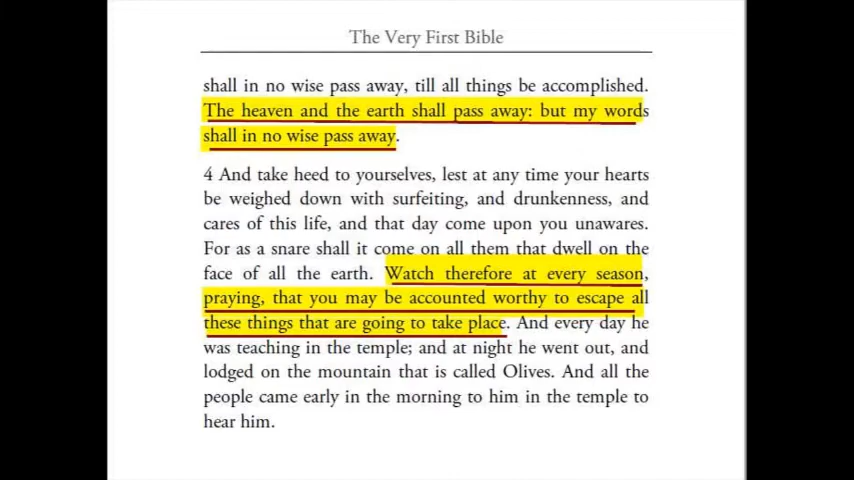 The Very First Bible
shall in no wise pass away, till all things be accomplished.
The heaven and the earth shall pass away: but my words
shall in no wise pass away.
4 And take heed to yourselves, lest at any time your hearts
be weighed down with surfeiting, and drunkenness, and
cares of this life, and that day come upon you unawares.
For as a snare shall it come on all them that dwell on the
face of all the earth. Watch therefore at every season,
praying, that you may be accounted worthy to escape all
these things that are going to take place. And every day he
was teaching in the temple; and at night he went out, and
lodged on the mountain that is called Olives. And all the
people came early in the morning to him in the temple to
hear him.